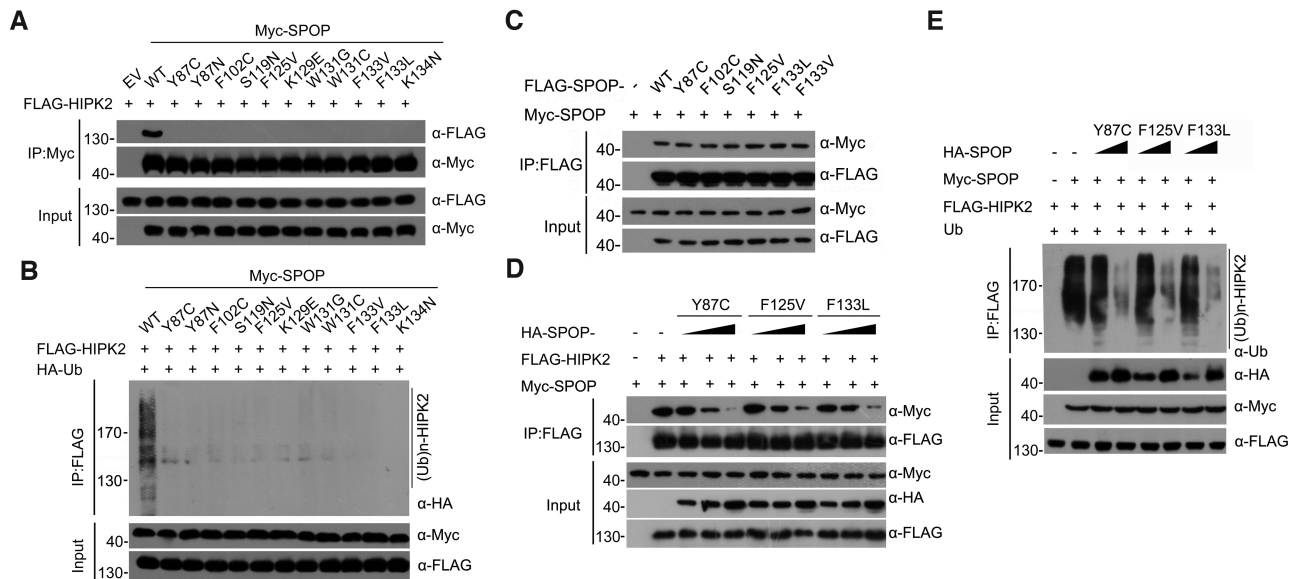 A
Myc-SPOP
EV WT Y87C Y87N F102C S119N F125V K129E W131G W131C F133V F133L K134N
FLAG-HIPK2 + + + + + + + + + + + + +
IP:Myc
130- α-FLAG
40- α-Myc
Input
130- α-FLAG
40- α-Myc
B
Myc-SPOP
WT Y87C Y87N F102C S119N F125V K129E W131G W131C F133V F133L K134N
FLAG-HIPK2 + + + + + + + + + + + +
HA-Ub + + + + + + + + + + + +
IP:FLAG
170-
130-
(Ub)n-HIPK2
α-HA
Input
40- α-Myc
130- α-FLAG
C
FLAG-SPOP- - WT Y87C F102C S119N F125V F133L F133V
Myc-SPOP + + + + + + + +
IP:FLAG
40- α-Myc
40- α-FLAG
Input
40- α-Myc
40- α-FLAG
D
Y87C F125V F133L
HA-SPOP- - -
FLAG-HIPK2 - + + + + + + + + + +
Myc-SPOP + + + + + + + + + + +
IP:FLAG
40- α-Myc
130- α-FLAG
Input
40- α-Myc
40- α-HA
130- α-FLAG
E
Y87C F125V F133L
HA-SPOP - -
Myc-SPOP - + + + + + + +
FLAG-HIPK2 + + + + + + + +
Ub + + + + + + + +
IP:FLAG
170-
130-
(Ub)n-HIPK2
α-Ub
Input
40- α-HA
40- α-Myc
130- α-FLAG